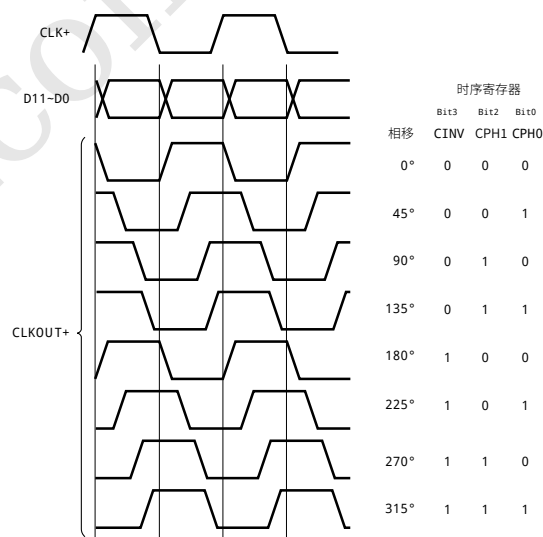 CLK+
D11~D0
时序寄存器
Bit3 Bit2 Bit0
相移 CINV CPH1 CPH0
0° 0 0 0
45° 0 0 1
90° 0 1 0
135° 0 1 1
CLKOUT+
180° 1 0 0
225° 1 0 1
270° 1 1 0
315° 1 1 1